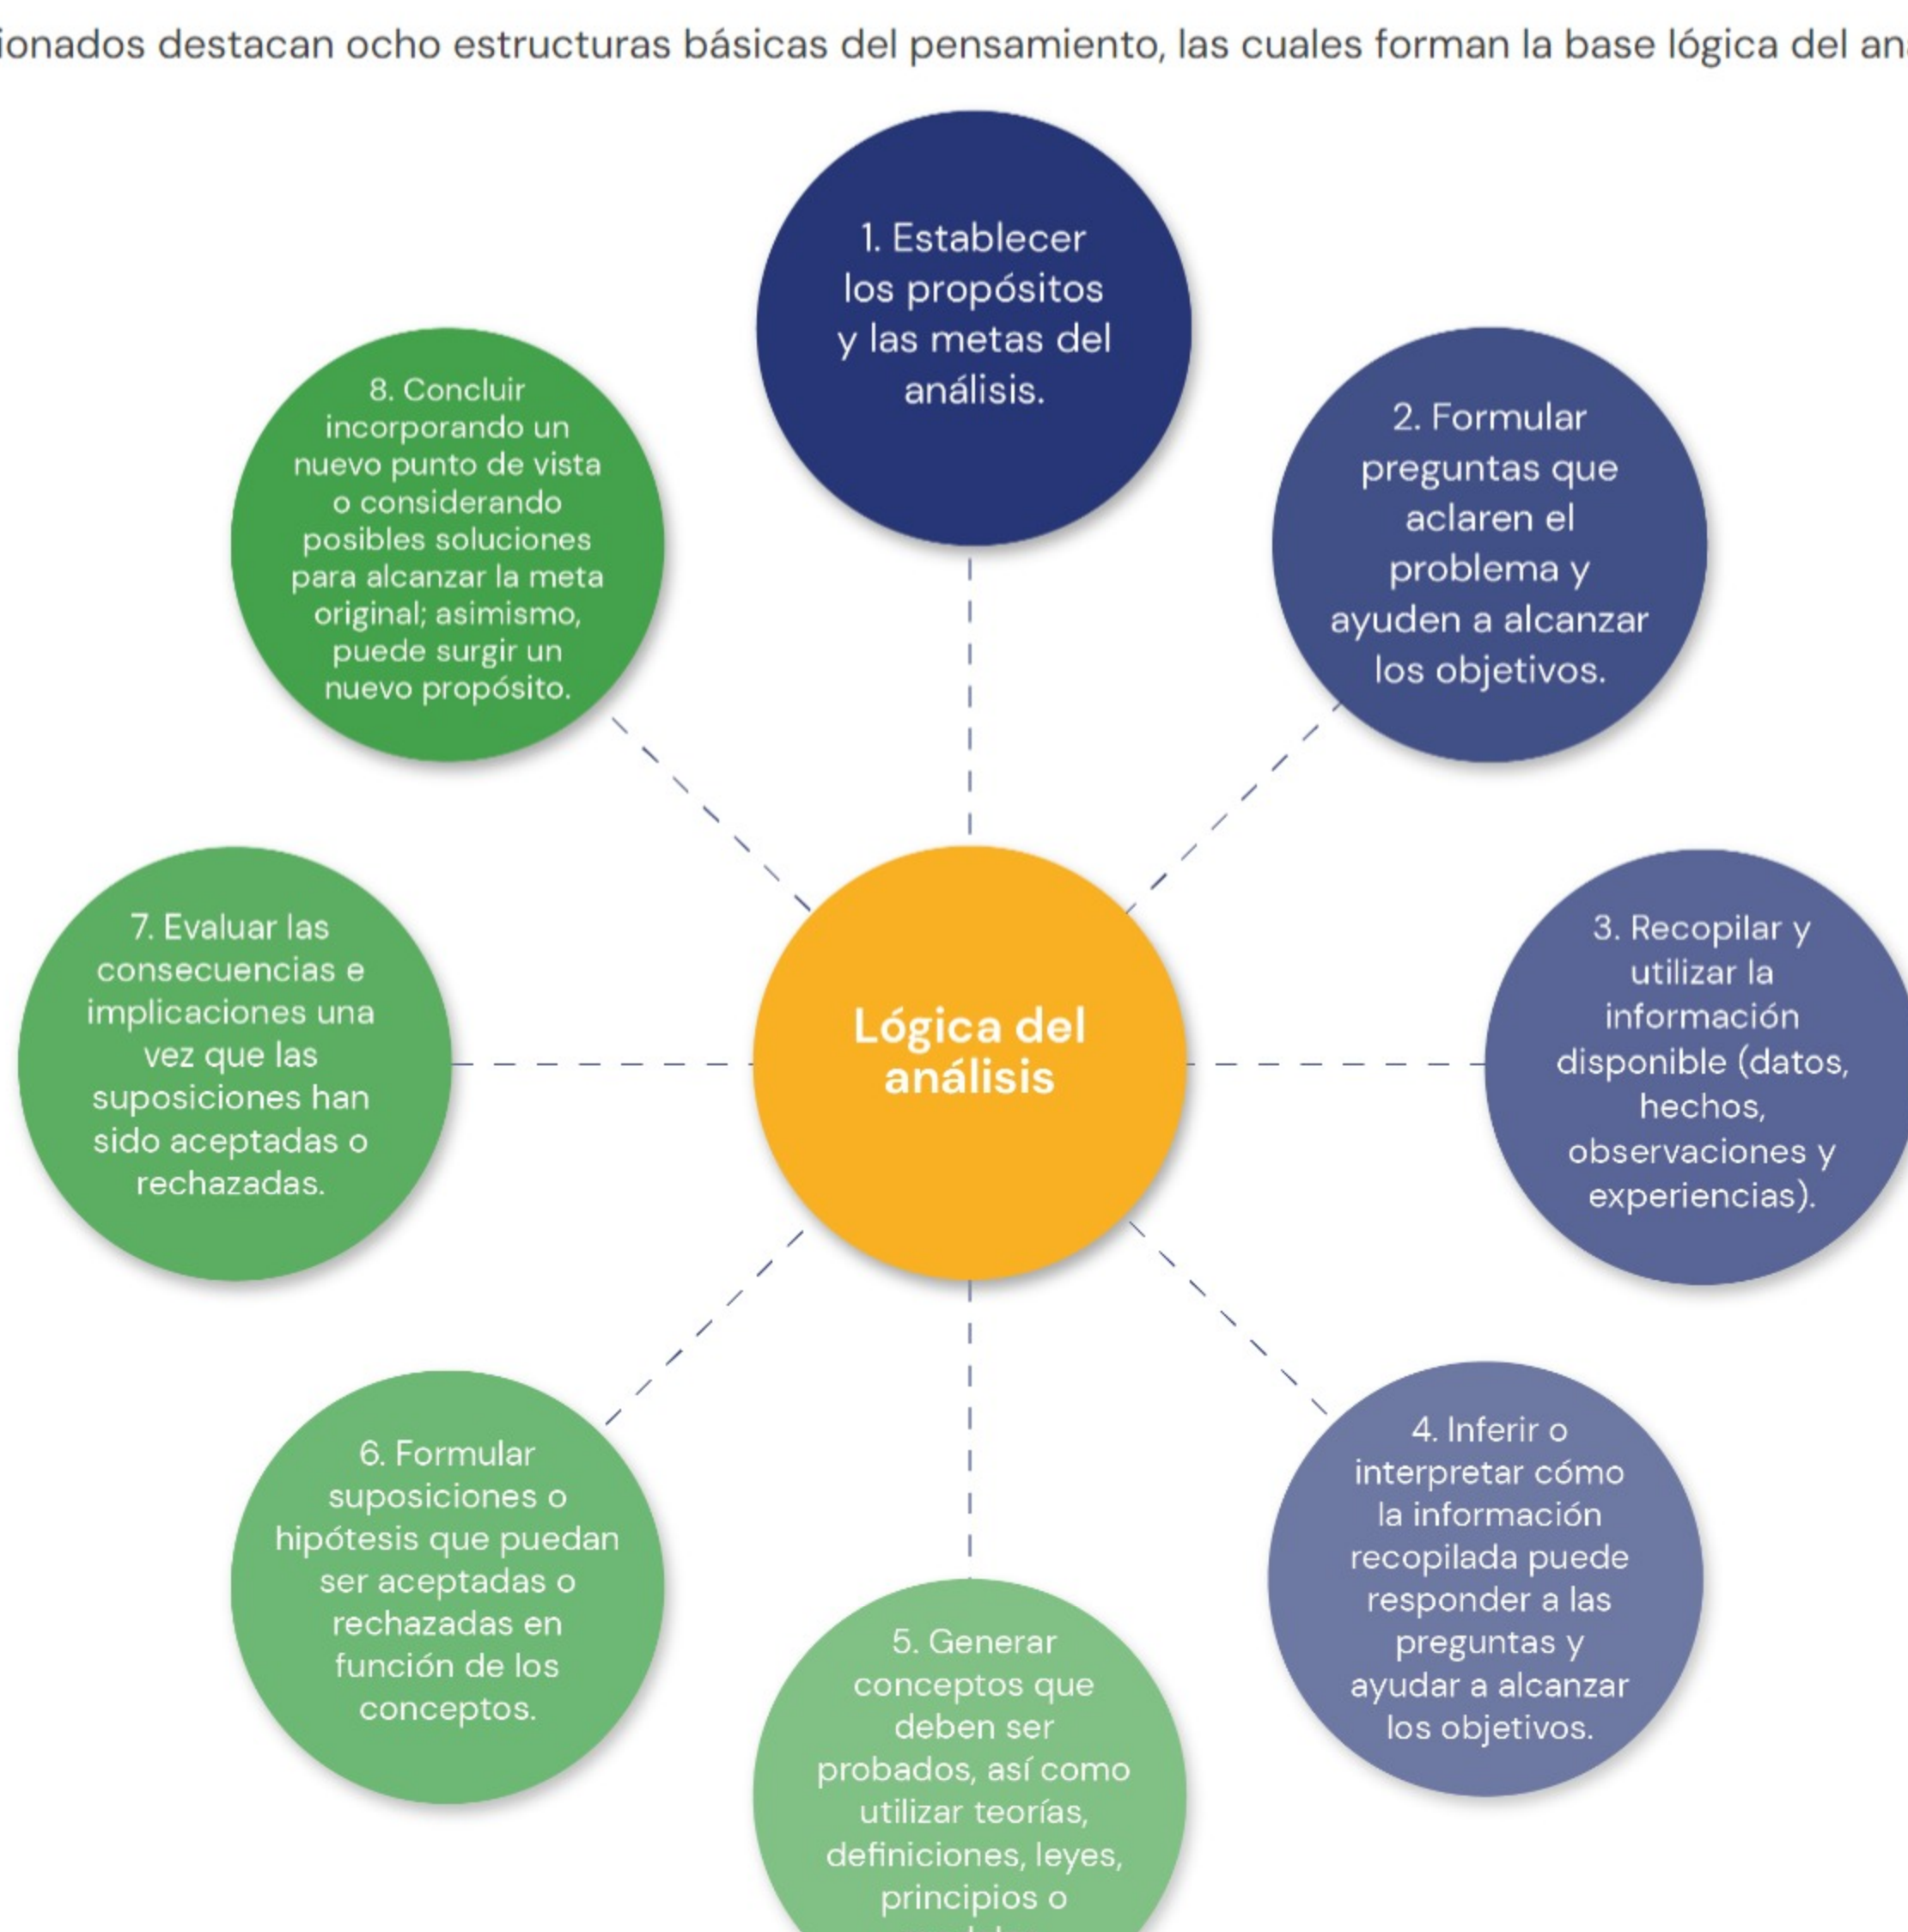 destacan ocho estructuras básicas del pensamiento, las cuales forman la base lógica del
1. Establecer
los propósitos
y las metas del
análisis.
2. Formular
preguntas que
aclaren el
problema y
ayuden a alcanzar
los objetivos.
3. Recopilar y
utilizar la
información
disponible (datos,
hechos,
observaciones y
experiencias).
4. Inferir o
interpretar cómo
la información
recopilada puede
responder a las
preguntas y
ayudar a alcanzar
los objetivos.
5. Generar
conceptos que
deben ser
probados, así como
utilizar teorías,
definiciones, leyes,
principios o
6. Formular
suposiciones o
hipótesis que puedan
ser aceptadas o
rechazadas en
función de los
conceptos.
7. Evaluar las
consecuencias e
implicaciones una
vez que las
suposiciones han
sido aceptadas o
rechazadas.
8. Concluir
incorporando un
nuevo punto de vista
o considerando
posibles soluciones
para alcanzar la meta
original; asimismo,
puede surgir un
nuevo propósito.
Lógica del
análisis